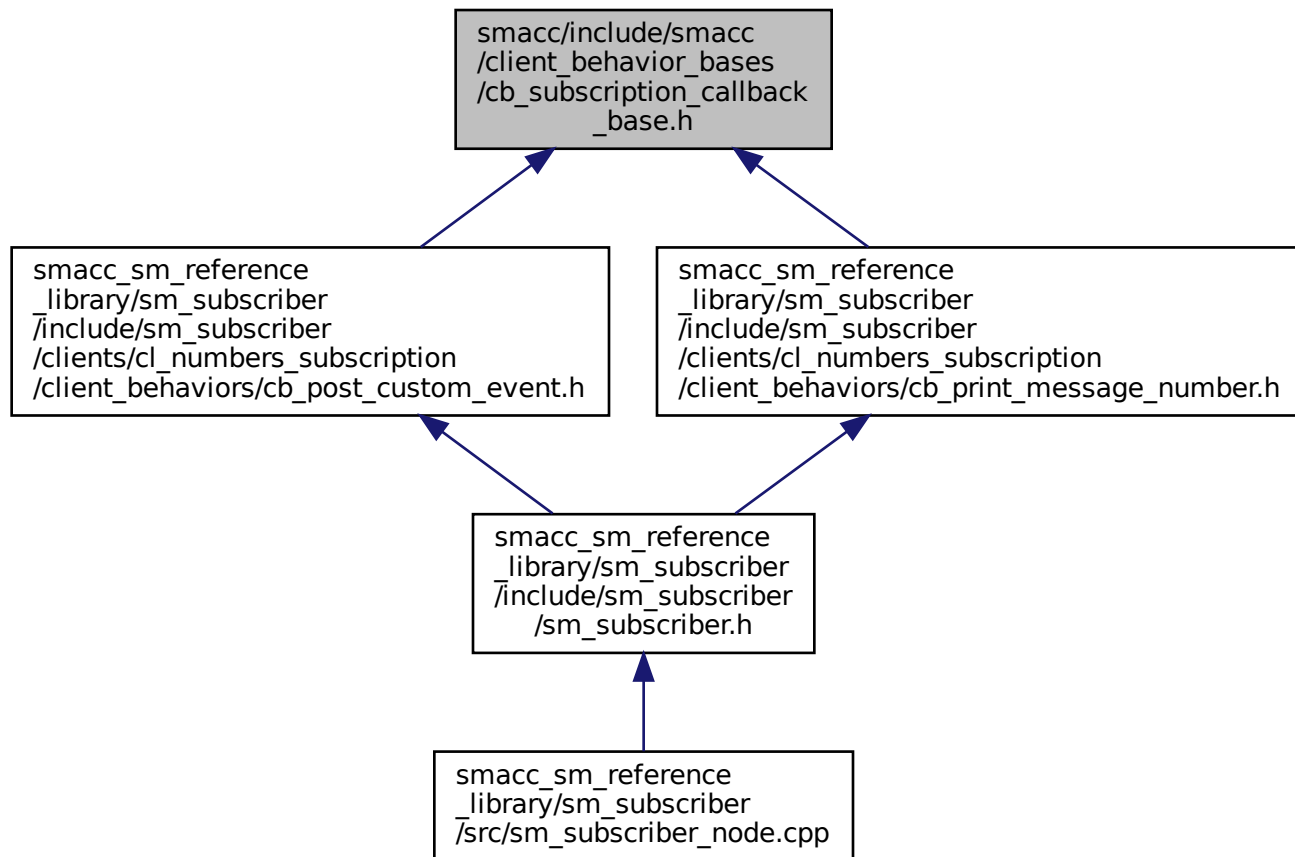 smacc/include/smacc
/client_behavior_bases
/cb_subscription_callback
_base.h
smacc_sm_reference
_library/sm_subscriber
/include/sm_subscriber
/clients/cl_numbers_subscription
/client_behaviors/cb_post_custom_event.h
smacc_sm_reference
_library/sm_subscriber
/include/sm_subscriber
/clients/cl_numbers_subscription
/client_behaviors/cb_print_message_number.h
smacc_sm_reference
_library/sm_subscriber
/include/sm_subscriber
/sm_subscriber.h
smacc_sm_reference
_library/sm_subscriber
/src/sm_subscriber_node.cpp